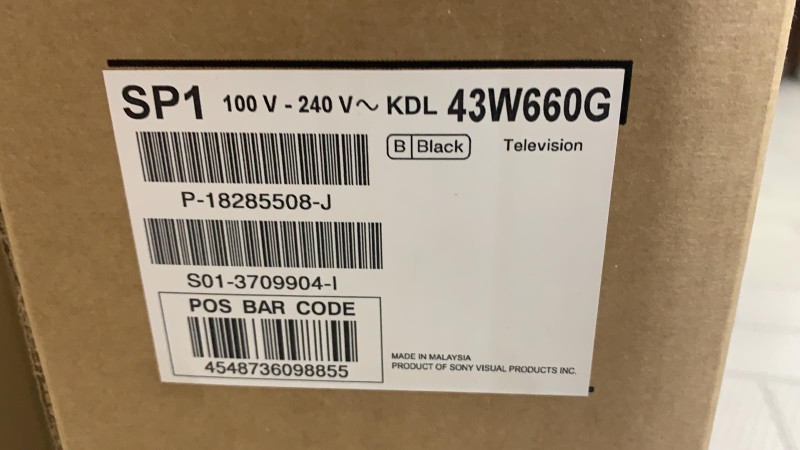 SP1 100 V - 240 V～ KDL 43W660G
B Black Television
P-18285508-J
S01-3709904-I
POS BAR CODE
4548736098855
MADE IN MALAYSIA
PRODUCT OF SONY VISUAL PRODUCTS INC.